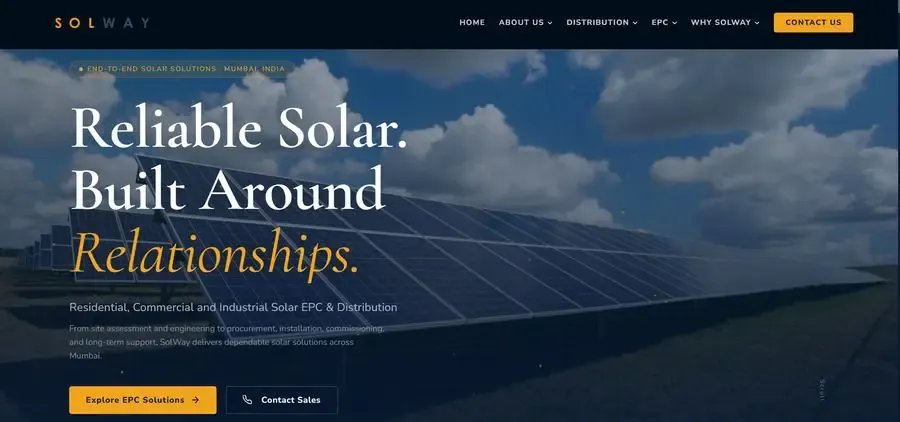 SOLWAY
HOME
ABOUT US
DISTRIBUTION
EPC
WHY SOLWAY
CONTACT US
END-TO-END SOLAR SOLUTIONS · MUMBAI, INDIA
Reliable Solar.
Built Around
Relationships.
Residential, Commercial and Industrial Solar EPC & Distribution
From site assessment and engineering to procurement, installation, commissioning,
and long-term support, SolWay delivers dependable solar solutions across
Mumbai.
Explore EPC Solutions →
Contact Sales
Scroll